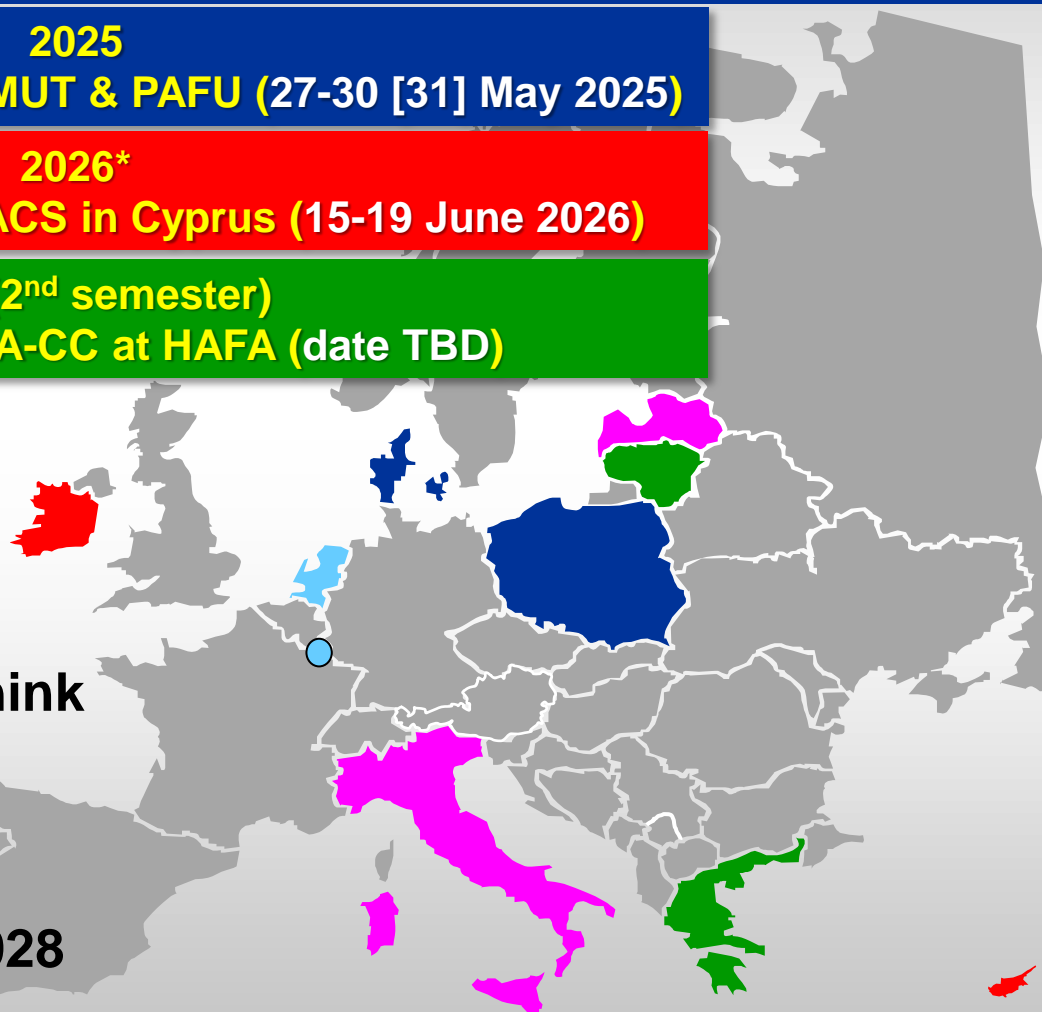 2025
MUT & PAFU (27-30 [31] May 2025)
2026*
ACS in Cyprus (15-19 June 2026)
2nd semester)
A-CC at HAFA (date TBD)
ink
028